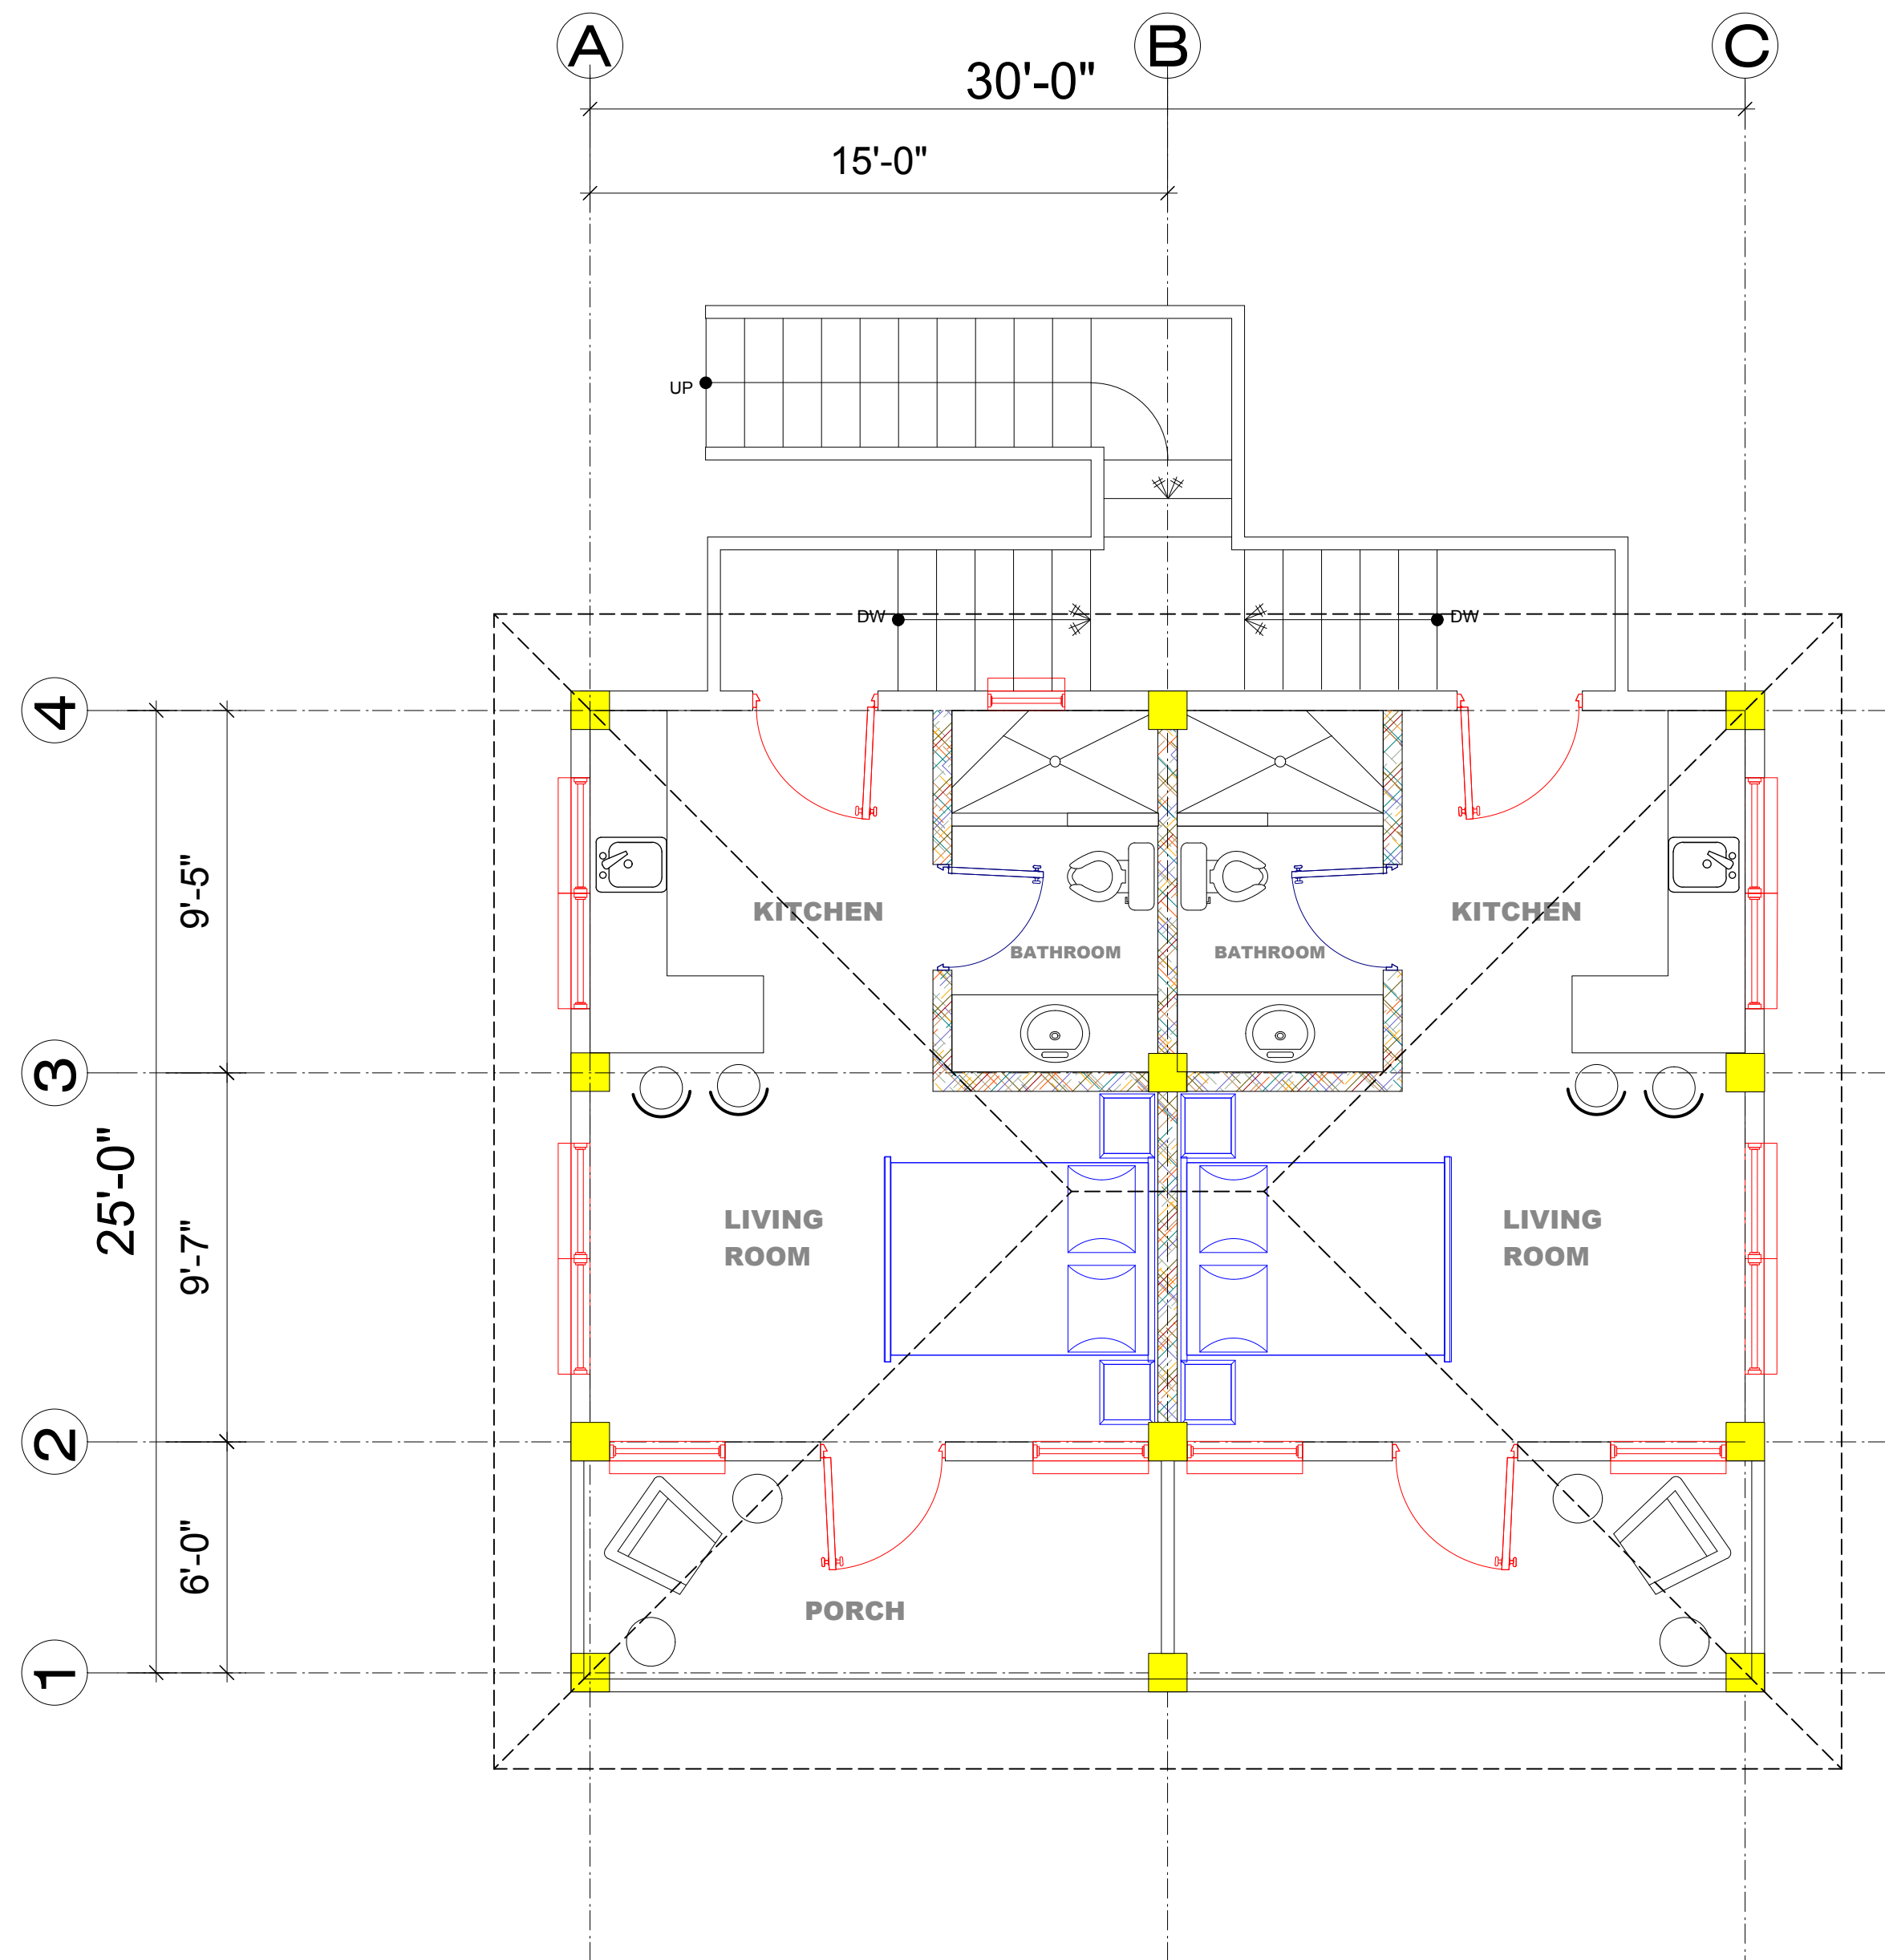 A
B
C
30'-0"
15'-0"
UP
DW
DW
4
9'-5"
KITCHEN
KITCHEN
BATHROOM
BATHROOM
3
25'-0"
9'-7"
LIVING
ROOM
LIVING
ROOM
2
6'-0"
PORCH
1